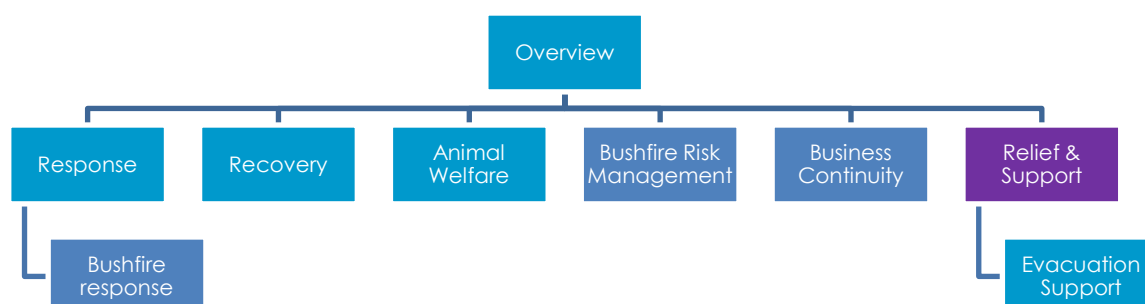 Overview
Response
Recovery
Animal
Welfare
Bushfire Risk
Management
Business
Continuity
Relief &
Support
Bushfire
response
Evacuation
Support